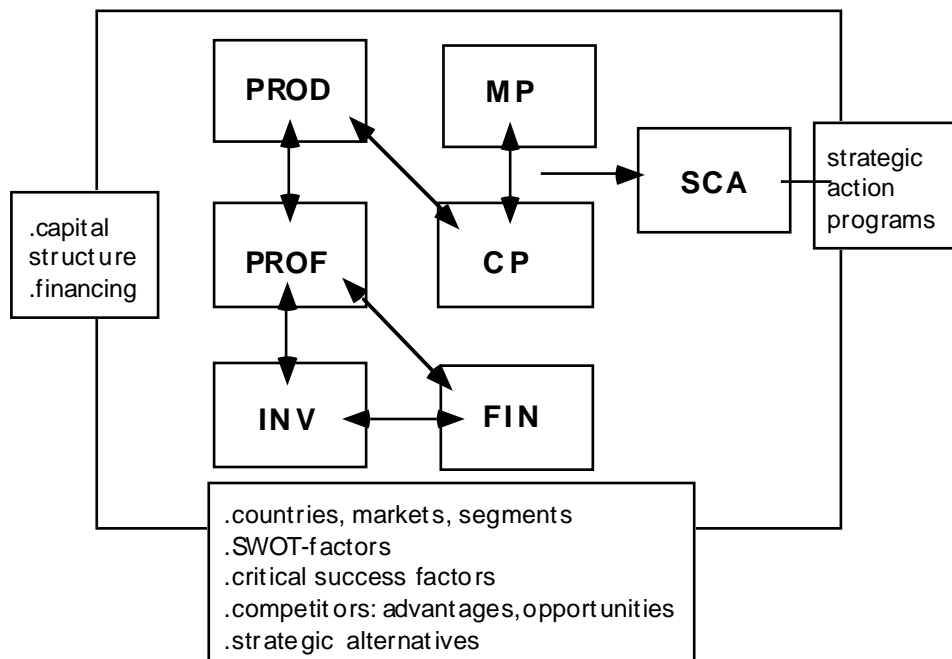 PROD
MP
SCA
strategic
action
programs
.capital
structure
.financing
PROF
CP
INV
FIN
.countries, markets, segments
.SWOT-factors
.critical success factors
.competitors: advantages,opportunities
.strategic alternatives